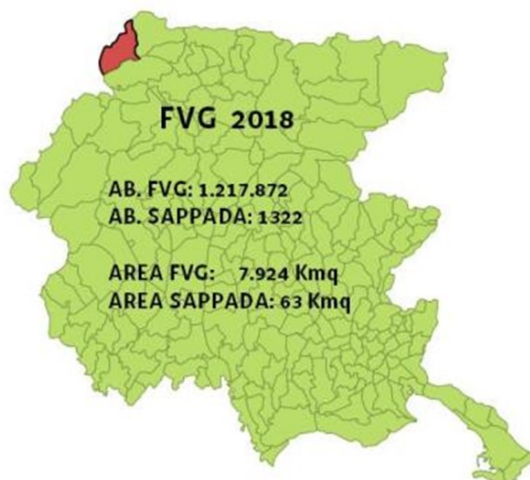 FVG 2018
AB. FVG: 1.217.872
AB. SAPPADA: 1322
AREA FVG: 7.924 Kmq
AREA SAPPADA: 63 Kmq